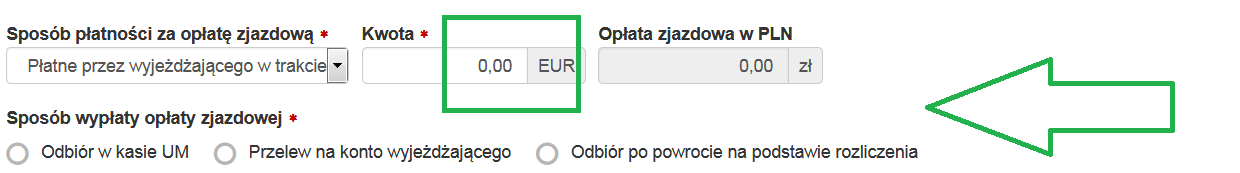 Sposób płatności za opłatę zjazdową * Kwota * Opłata zjazdowa w PLN
Płatne przez wyjeżdżającego w trakcie 0,00 EUR 0,00 zł
Sposób wypłaty opłaty zjazdowej *
Odbiór w kasie UM Przelew na konto wyjeżdżającego Odbiór po powrocie na podstawie rozliczenia